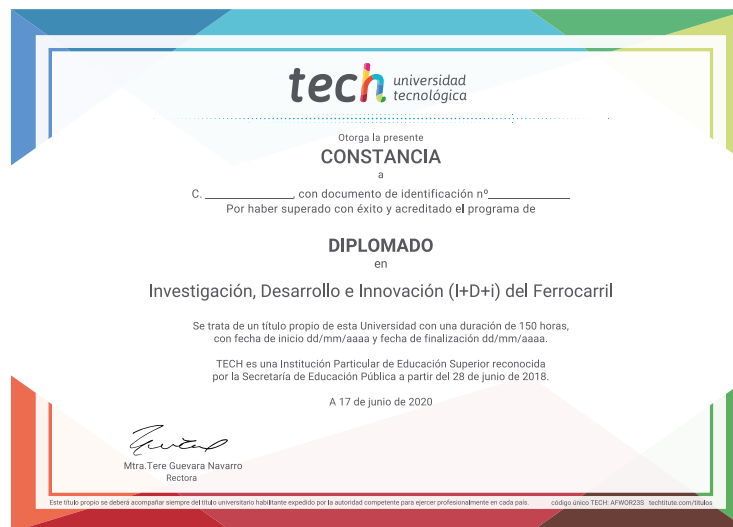 tech universidad
tecnológica
Otorga la presente
CONSTANCIA
a
C. ______________, con documento de identificación nº______________
Por haber superado con éxito y acreditado el programa de
DIPLOMADO
en
Investigación, Desarrollo e Innovación (I+D+i) del Ferrocarril
Se trata de un título propio de esta Universidad con una duración de 150 horas,
con fecha de inicio dd/mm/aaaa y fecha de finalización dd/mm/aaaa.
TECH es una Institución Particular de Educación Superior reconocida
por la Secretaría de Educación Pública a partir del 28 de junio de 2018.
A 17 de junio de 2020
Mtra.Tere Guevara Navarro
Rectora
Este título propio se deberá acompañar siempre del título universitario habilitante expedido por la autoridad competente para ejercer profesionalmente en cada país. código único TECH: AFWOR23S techtitute.com/titulos